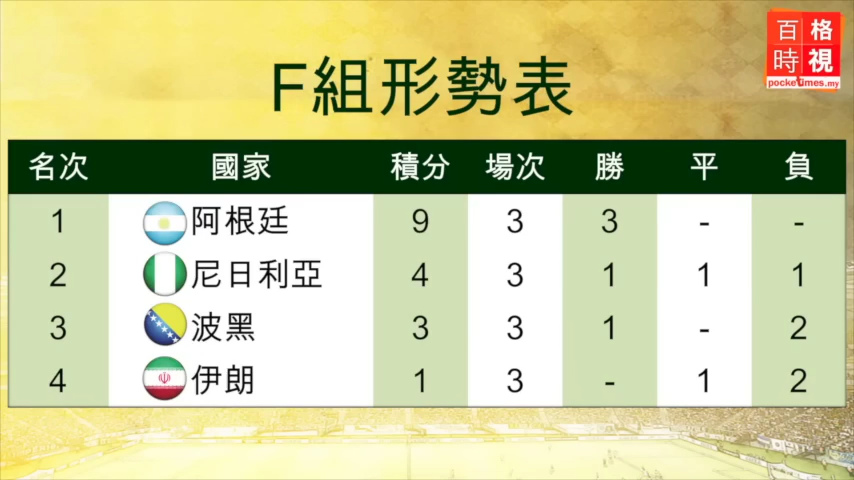 百格
時視
pocketimes.my
F組形勢表
名次 國家 積分 場次 勝 平 負
1 阿根廷 9 3 3 - -
2 尼日利亞 4 3 1 1 1
3 波黑 3 3 1 - 2
4 伊朗 1 3 - 1 2